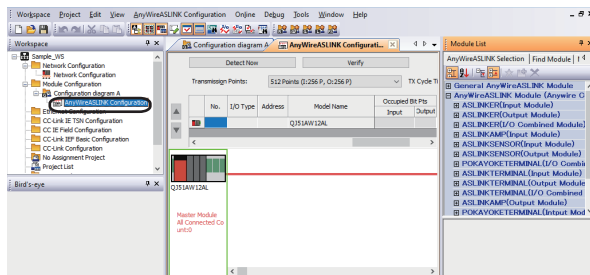 Workspace Project Edit View AnyWireASLINK Configuration Online Debug Tools Window Help
Workspace
Sample_WS
Network Configuration
Network Configuration
Module Configuration
Configuration diagram A
AnyWireASLINK Configuration
Ethernet Configuration
CC-Link IE TSN Configuration
CC IE Field Configuration
CC-Link IEF Basic Configuration
CC-Link Configuration
No Assignment Project
Project List
Bird's-eye
Configuration diagram A
AnyWireASLINK Configurati...
Detect Now Verify
Transmission Points: 512 Points (I:256 P, O:256 P) TX Cycle Ti
No. I/O Type Address Model Name Occupied Bit Pts
Input Output
QJ51AW12AL
QJ51AW12AL
Master Module
All Connected Co
unt:0
Module List
AnyWireASLINK Selection Find Module
General AnyWireASLINK Module
AnyWireASLINK Module (Anywire C
ASLINKER(Input Module)
ASLINKER(Output Module)
ASLINKER(I/O Combined Module)
ASLINKAMP(Input Module)
ASLINKSENSOR(Input Module)
ASLINKSENSOR(Output Module)
POKAYOKETERMINAL(I/O Combi
ASLINKTERMINAL(Input Module)
ASLINKTERMINAL(Output Module
ASLINKTERMINAL(I/O Combined
ASLINKAMP(Output Module)
POKAYOKETERMINAL(Intput Mod